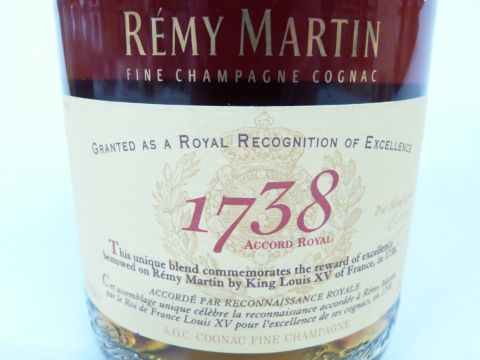 RÉMY MARTIN
FINE CHAMPAGNE COGNAC
GRANTED AS A ROYAL RECOGNITION OF EXCELLENCE
1738
ACCORD ROYAL
This unique blend commemorates the reward of excellence
bestowed on Rémy Martin by King Louis XV of France, in 1738.
ACCORDÉ PAR RECONNAISSANCE ROYALE
Cet assemblage unique célèbre la reconnaissance accordée à Rémy Martin
par le Roi de France Louis XV pour l'excellence de ses cognacs, en 1738.
A.O.C. COGNAC FINE CHAMPAGNE